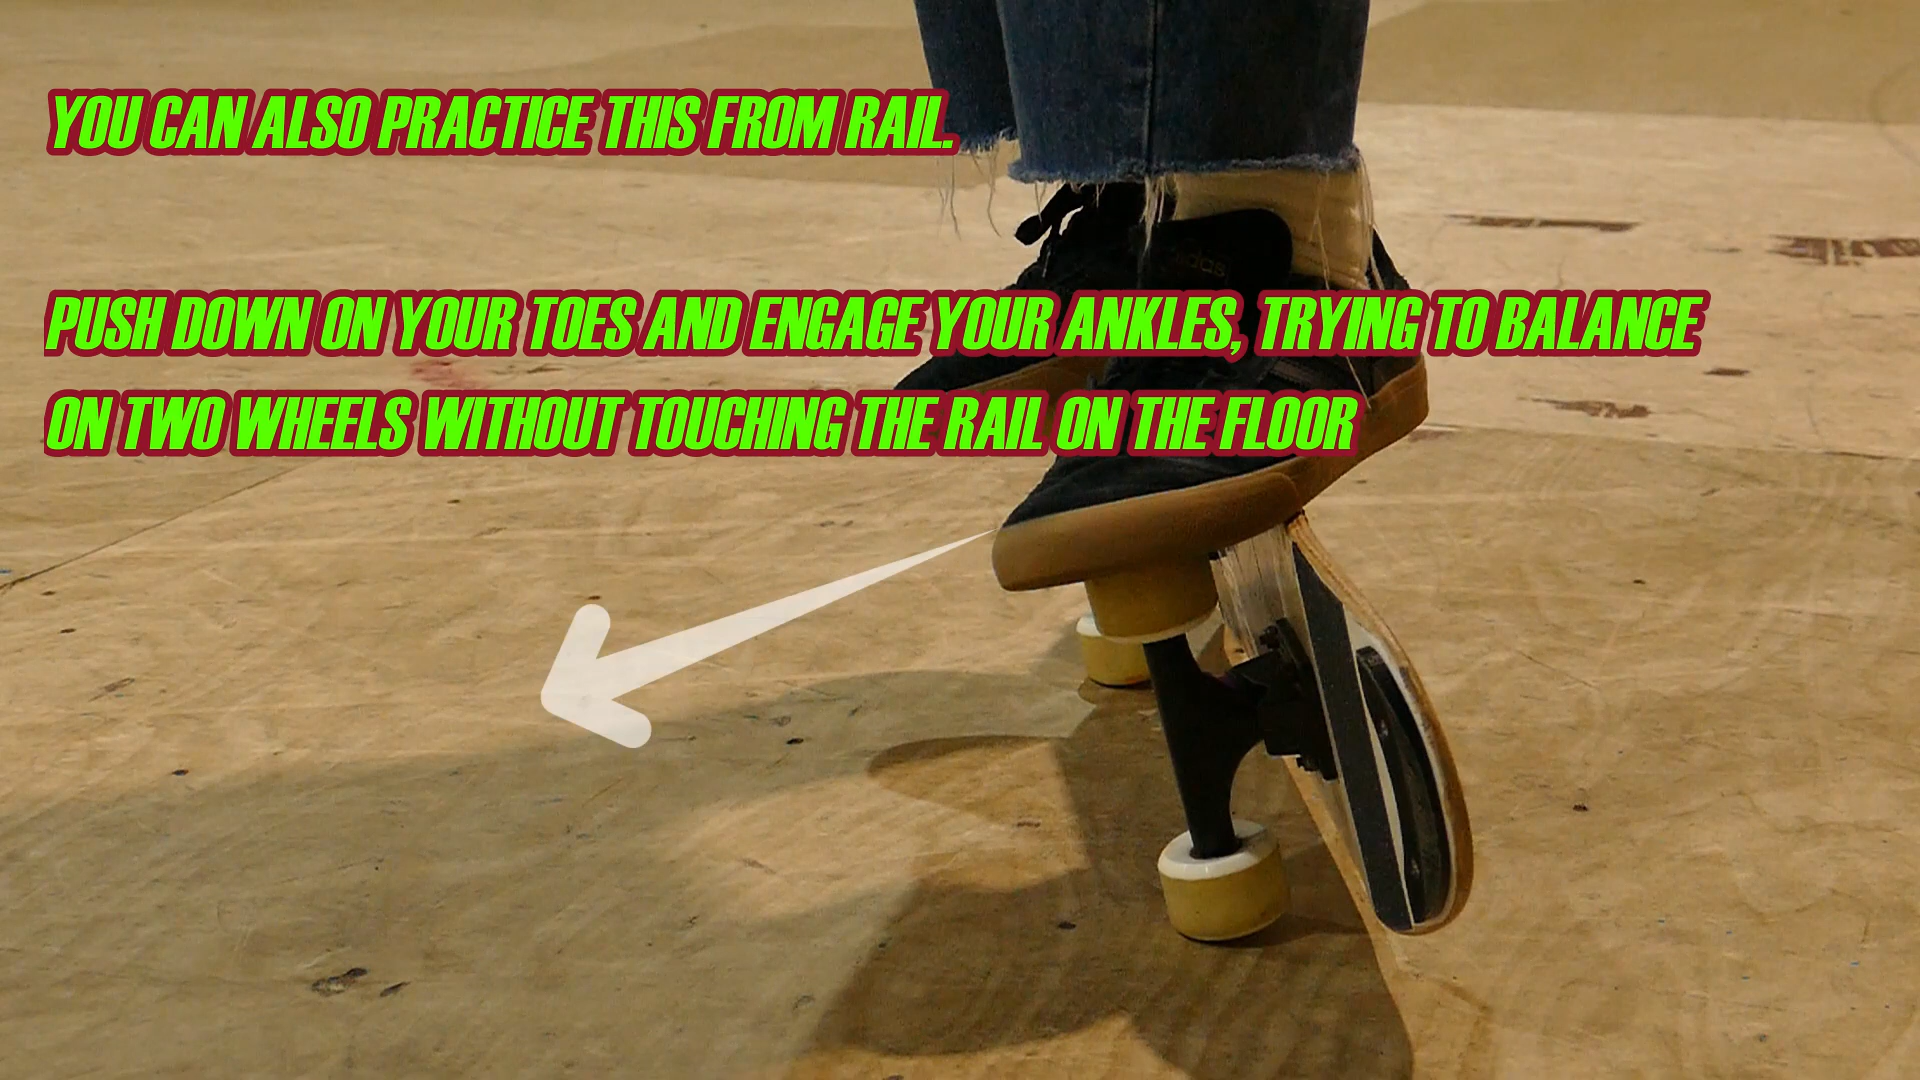 YOU CAN ALSO PRACTICE THIS FROM RAIL.
PUSH DOWN ON YOUR TOES AND ENGAGE YOUR ANKLES, TRYING TO BALANCE
ON TWO WHEELS WITHOUT TOUCHING THE RAIL ON THE FLOOR
adidas